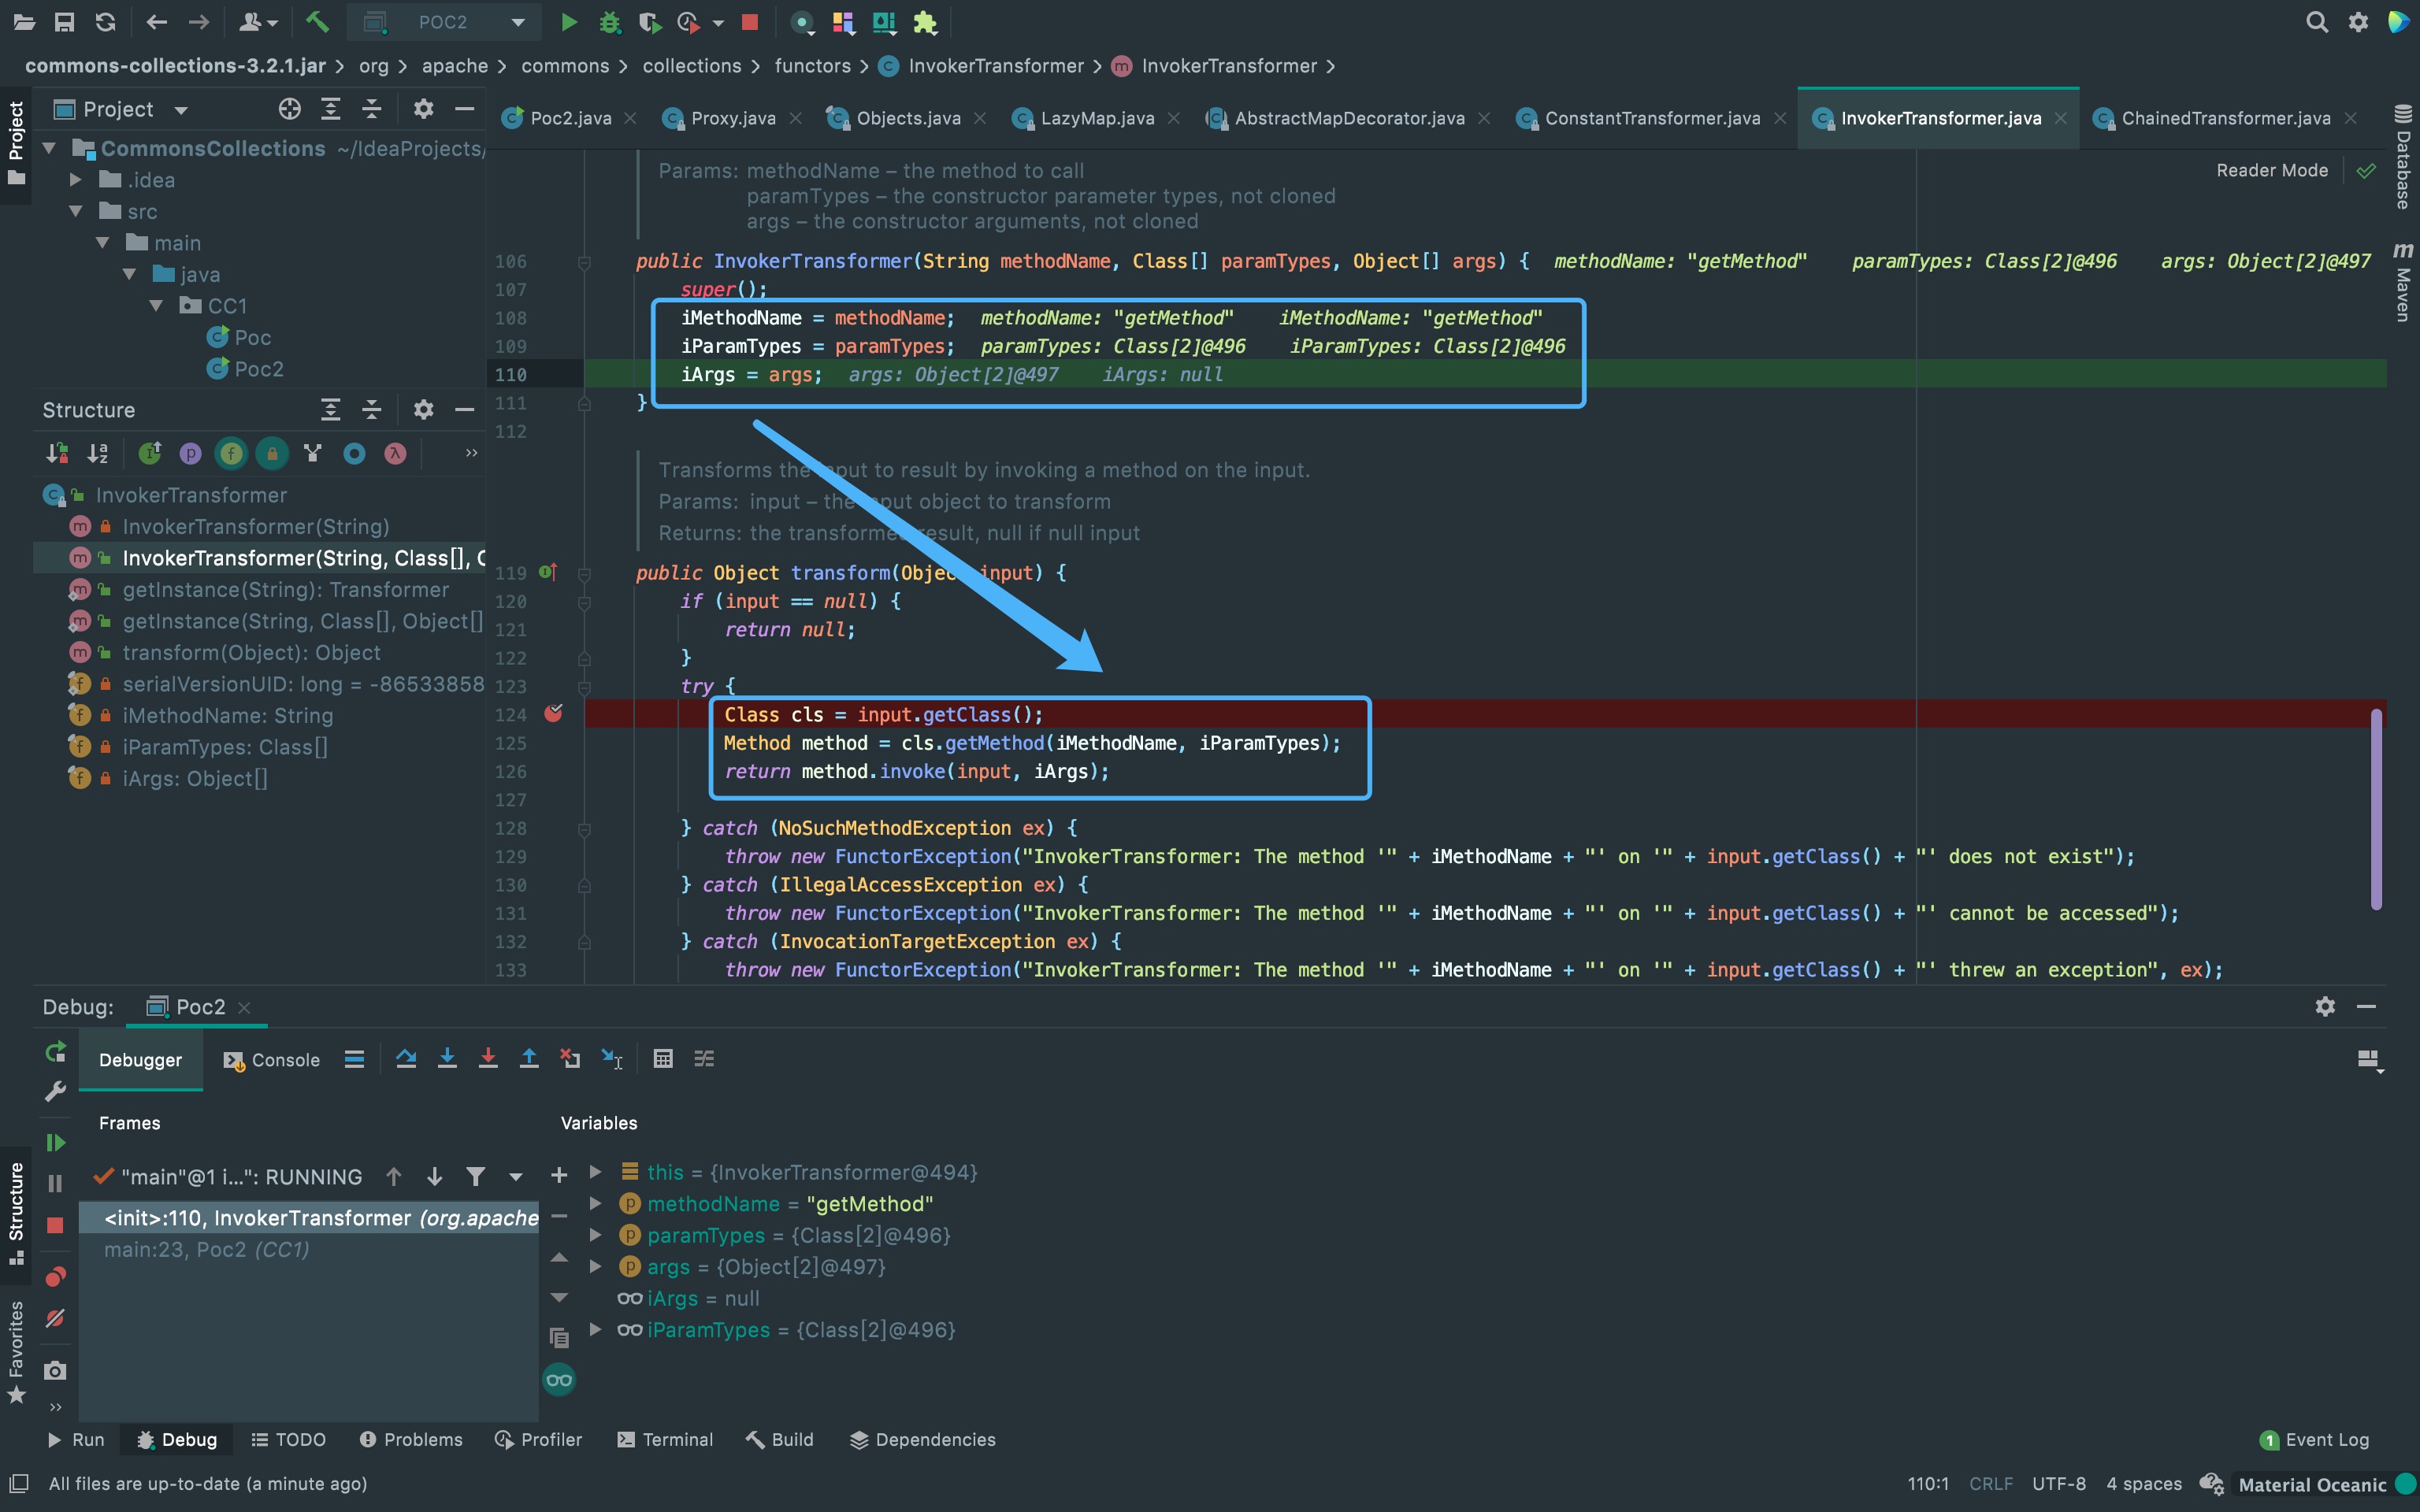 POC2
commons-collections-3.2.1.jar > org > apache > commons > collections > functors > InvokerTransformer > InvokerTransformer >
Project
Project
Poc2.java
Proxy.java
Objects.java
LazyMap.java
AbstractMapDecorator.java
ConstantTransformer.java
InvokerTransformer.java
ChainedTransformer.java
Database
Maven
CommonsCollections ~/IdeaProjects/
.idea
src
main
java
CC1
Poc
Poc2
Structure
InvokerTransformer
InvokerTransformer(String)
InvokerTransformer(String, Class[], O
getInstance(String): Transformer
getInstance(String, Class[], Object[]
transform(Object): Object
serialVersionUID: long = -86533858
iMethodName: String
iParamTypes: Class[]
iArgs: Object[]
Reader Mode
Params: methodName – the method to call
paramTypes – the constructor parameter types, not cloned
args – the constructor arguments, not cloned
106 public InvokerTransformer(String methodName, Class[] paramTypes, Object[] args) { methodName: "getMethod" paramTypes: Class[2]@496 args: Object[2]@497
107 super();
108 iMethodName = methodName; methodName: "getMethod" iMethodName: "getMethod"
109 iParamTypes = paramTypes; paramTypes: Class[2]@496 iParamTypes: Class[2]@496
110 iArgs = args; args: Object[2]@497 iArgs: null
111 }
112
Transforms the input to result by invoking a method on the input.
Params: input – the input object to transform
Returns: the transformed result, null if null input
119 public Object transform(Object input) {
120 if (input == null) {
121 return null;
122 }
123 try {
124 Class cls = input.getClass();
125 Method method = cls.getMethod(iMethodName, iParamTypes);
126 return method.invoke(input, iArgs);
127
128 } catch (NoSuchMethodException ex) {
129 throw new FunctorException("InvokerTransformer: The method '" + iMethodName + "' on '" + input.getClass() + "' does not exist");
130 } catch (IllegalAccessException ex) {
131 throw new FunctorException("InvokerTransformer: The method '" + iMethodName + "' on '" + input.getClass() + "' cannot be accessed");
132 } catch (InvocationTargetException ex) {
133 throw new FunctorException("InvokerTransformer: The method '" + iMethodName + "' on '" + input.getClass() + "' threw an exception", ex);
Debug: Poc2
Debugger
Console
Frames
Variables
"main"@1 i...": RUNNING
<init>:110, InvokerTransformer (org.apache
main:23, Poc2 (CC1)
this = {InvokerTransformer@494}
methodName = "getMethod"
paramTypes = {Class[2]@496}
args = {Object[2]@497}
iArgs = null
iParamTypes = {Class[2]@496}
Structure
Favorites
Run
Debug
TODO
Problems
Profiler
Terminal
Build
Dependencies
1 Event Log
All files are up-to-date (a minute ago)
110:1 CRLF UTF-8 4 spaces Material Oceanic